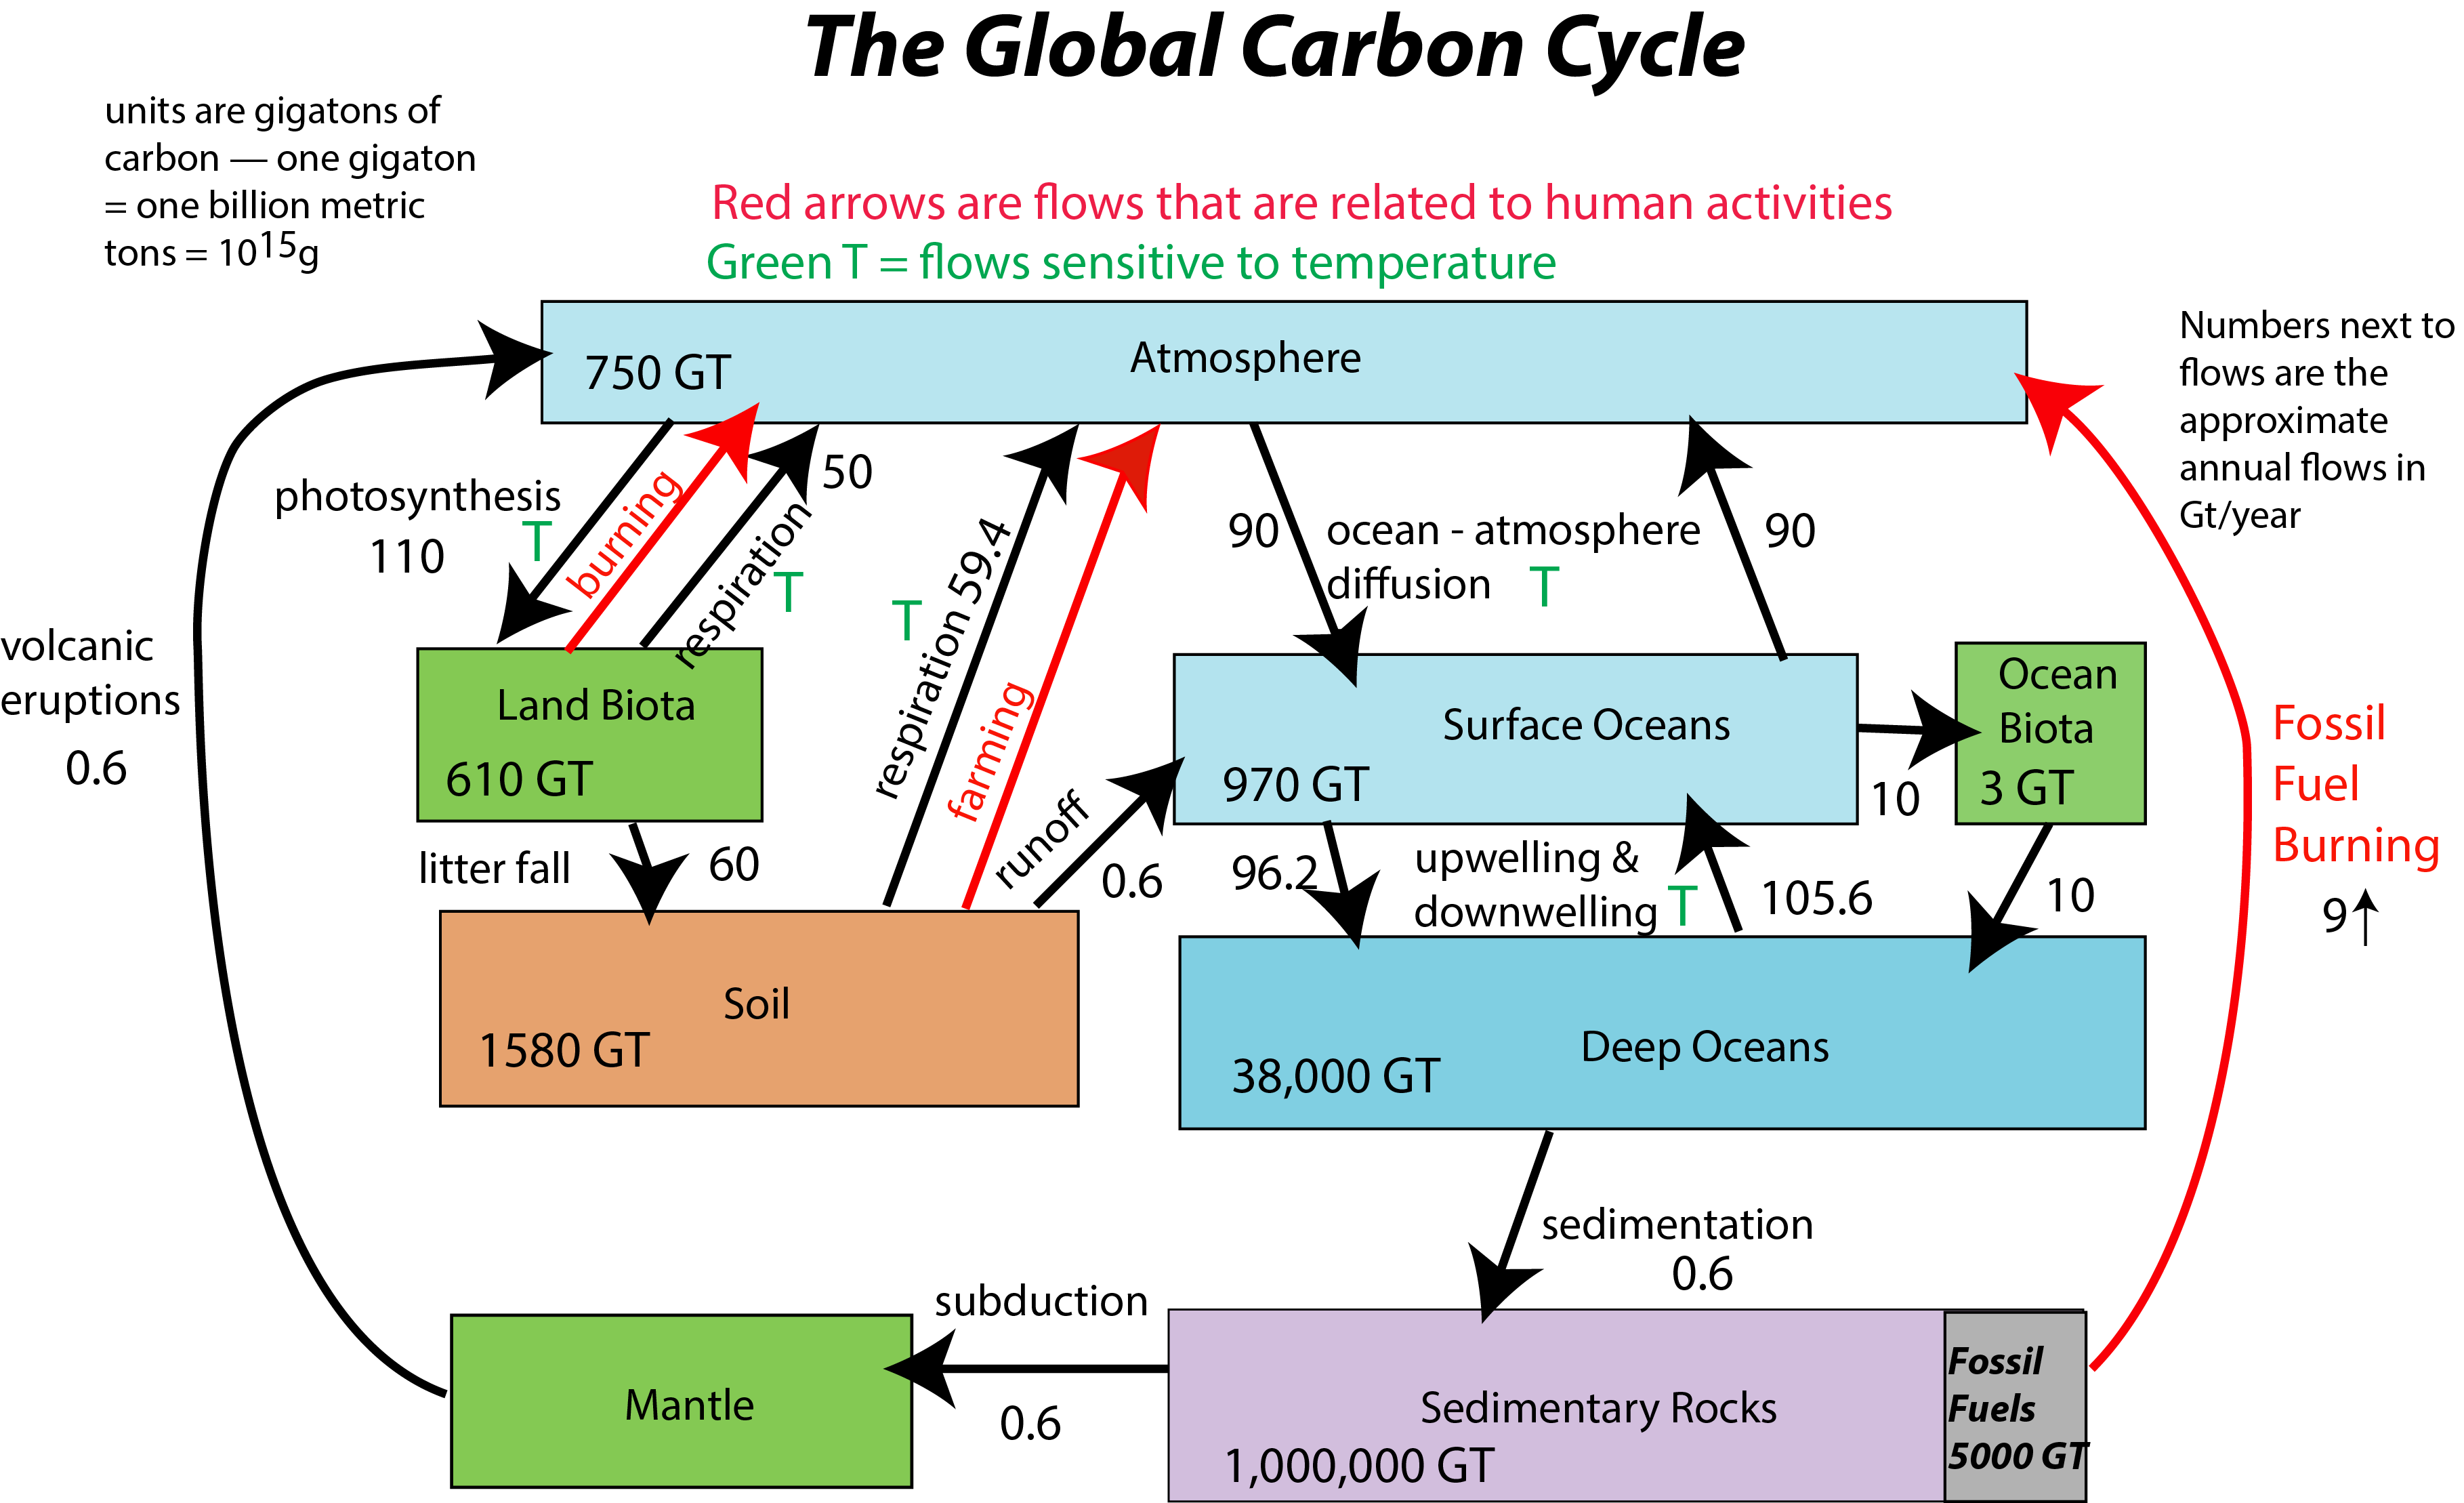 The Global Carbon Cycle
units are gigatons of
carbon — one gigaton
= one billion metric
tons = 10¹⁵g
Red arrows are flows that are related to human activities
Green T = flows sensitive to temperature
Numbers next to
flows are the
approximate
annual flows in
Gt/year
750 GT
Atmosphere
photosynthesis
T
110
burning
respiration
50
T
respiration 59.4
T
farming
90
ocean - atmosphere
diffusion T
90
volcanic
eruptions
0.6
Land Biota
610 GT
Surface Oceans
970 GT
Ocean
Biota
3 GT
10
Fossil
Fuel
Burning
9
litter fall
60
runoff
0.6
96.2
upwelling &
downwelling T
105.6
10
Soil
1580 GT
Deep Oceans
38,000 GT
sedimentation
0.6
subduction
0.6
Mantle
Sedimentary Rocks
1,000,000 GT
Fossil
Fuels
5000 GT